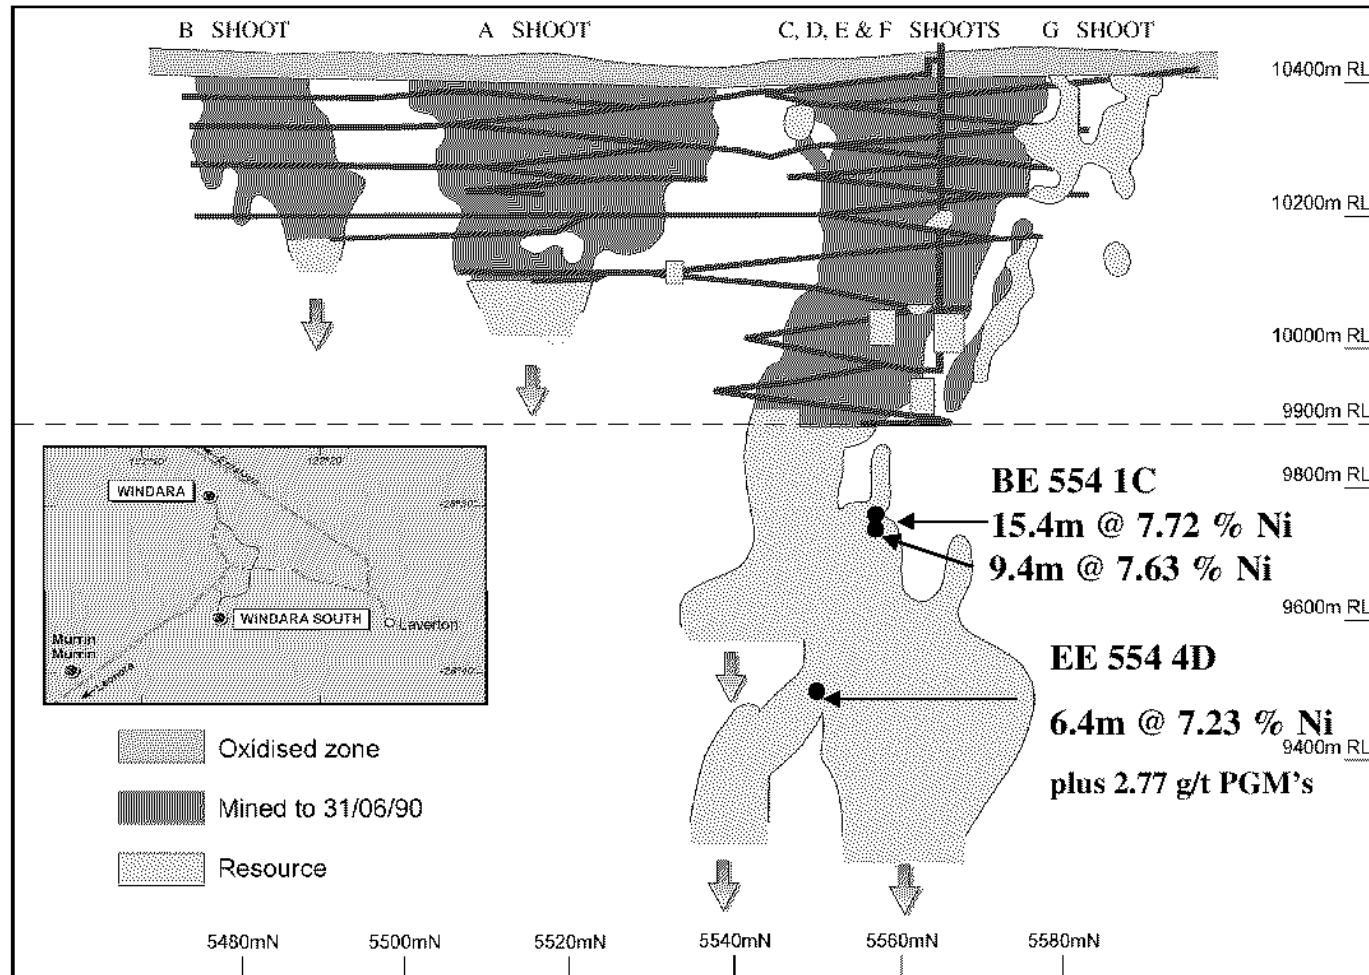 B SHOOT
A SHOOT
C, D, E & F SHOOTS
G SHOOT
10400m RL
10200m RL
10000m RL
9900m RL
9800m RL
9600m RL
9400m RL
BE 554 1C
15.4m @ 7.72 % Ni
9.4m @ 7.63 % Ni
EE 554 4D
6.4m @ 7.23 % Ni
plus 2.77 g/t PGM's
122°20'
WINDARA
WINDARA SOUTH
Laverton
Murrin
Murrin
Leonora
Oxidised zone
Mined to 31/06/90
Resource
5480mN
5500mN
5520mN
5540mN
5560mN
5580mN